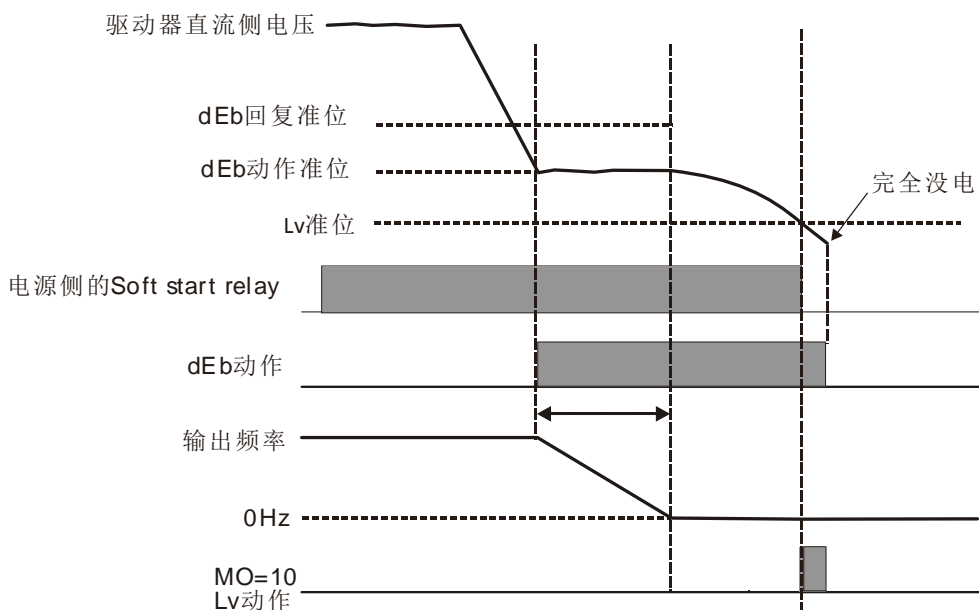 驱动器直流侧电压
dEb回复准位
dEb动作准位
完全没电
Lv准位
电源侧的Soft start relay
dEb动作
输出频率
0Hz
MO=10
Lv动作